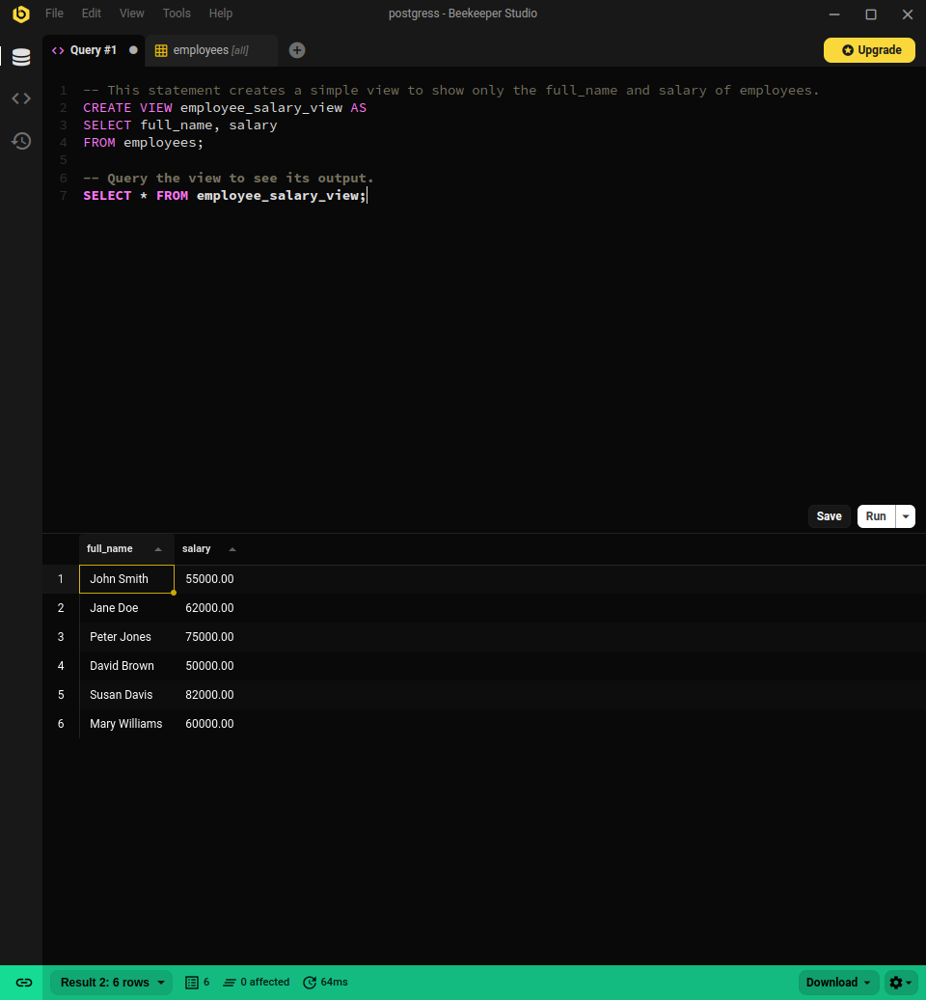 File Edit View Tools Help postgress - Beekeeper Studio
Query #1 employees [all] Upgrade
1 -- This statement creates a simple view to show only the full_name and salary of employees.
2 CREATE VIEW employee_salary_view AS
3 SELECT full_name, salary
4 FROM employees;
5
6 -- Query the view to see its output.
7 SELECT * FROM employee_salary_view;
Save Run
full_name salary
1 John Smith 55000.00
2 Jane Doe 62000.00
3 Peter Jones 75000.00
4 David Brown 50000.00
5 Susan Davis 82000.00
6 Mary Williams 60000.00
Result 2: 6 rows 6 0 affected 64ms Download